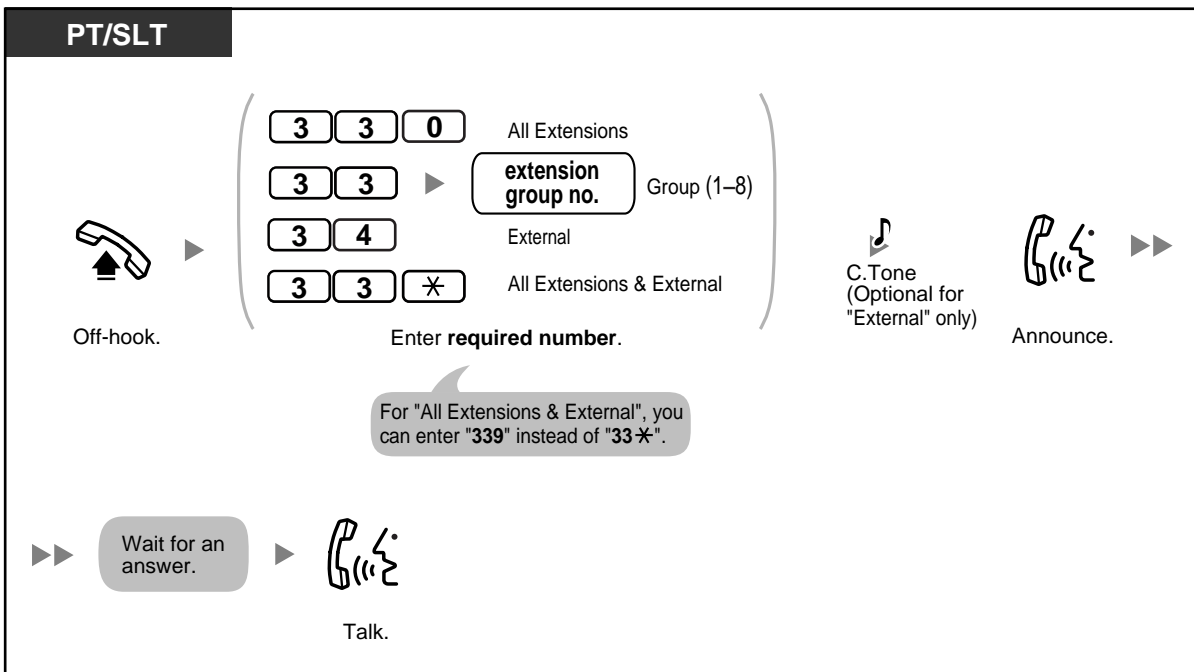 PT/SLT
3 3 0 All Extensions
3 3 extension group no. Group (1–8)
3 4 External
3 3 ✳ All Extensions & External
Off-hook.
Enter required number.
For "All Extensions & External", you
can enter "339" instead of "33✳".
C.Tone
(Optional for
"External" only)
Announce.
Wait for an
answer.
Talk.